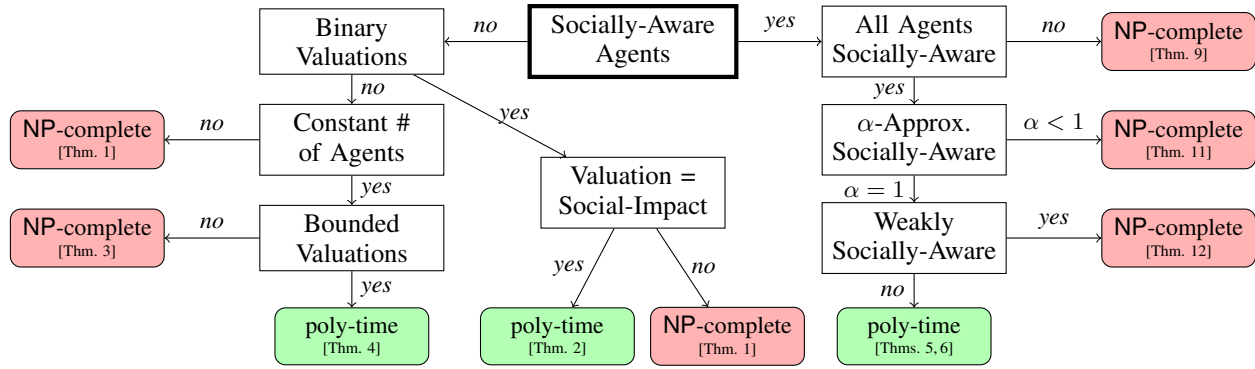 Socially-Aware
Agents
no
yes
Binary
Valuations
no
yes
Constant #
of Agents
no
NP-complete
[Thm. 1]
yes
Bounded
Valuations
no
NP-complete
[Thm. 3]
yes
poly-time
[Thm. 4]
Valuation =
Social-Impact
yes
poly-time
[Thm. 2]
no
NP-complete
[Thm. 1]
All Agents
Socially-Aware
no
NP-complete
[Thm. 9]
yes
α-Approx.
Socially-Aware
α < 1
NP-complete
[Thm. 11]
α = 1
Weakly
Socially-Aware
yes
NP-complete
[Thm. 12]
no
poly-time
[Thms. 5, 6]